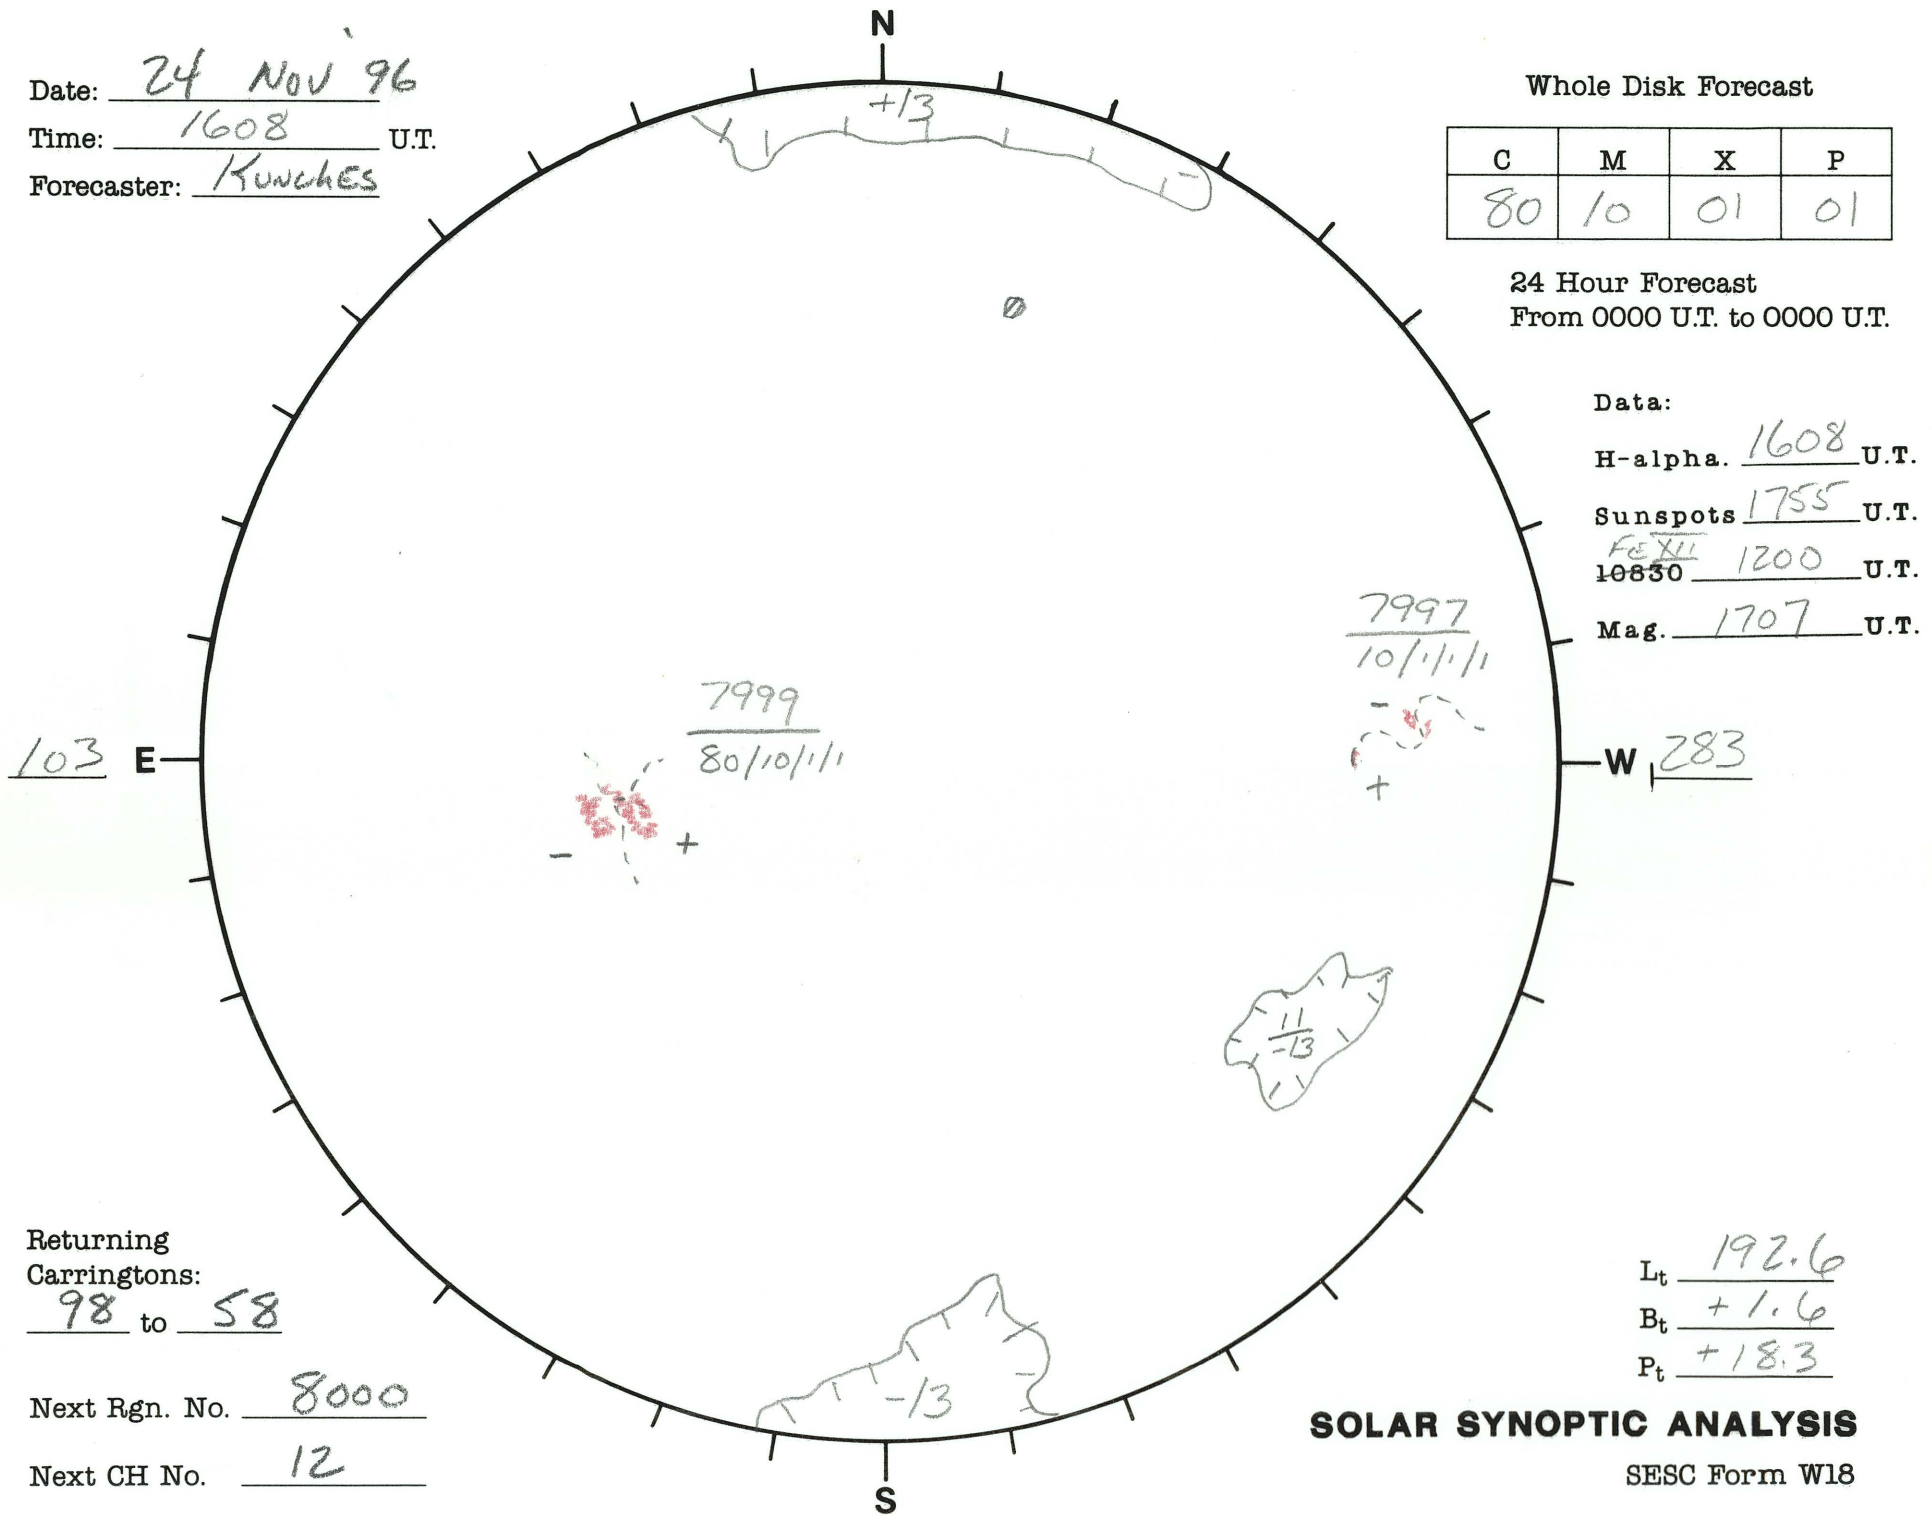 N
Date: 24 Nov '96
Time: 1608 U.T.
Forecaster: Kunches
Whole Disk Forecast
C M X P
80 10 01 01
24 Hour Forecast
From 0000 U.T. to 0000 U.T.
Data:
H-alpha. 1608 U.T.
Sunspots 1755 U.T.
Fe XII
10830 1200 U.T.
Mag. 1707 U.T.
+13
-
7997
10/1/1/1
-
+
7999
80/10/1/1
-
+
103 E
W 283
11
-13
-13
Returning
Carringtons:
98 to 58
Next Rgn. No. 8000
Next CH No. 12
Lt 192.6
Bt +1.6
Pt +18.3
SOLAR SYNOPTIC ANALYSIS
SESC Form W18
S